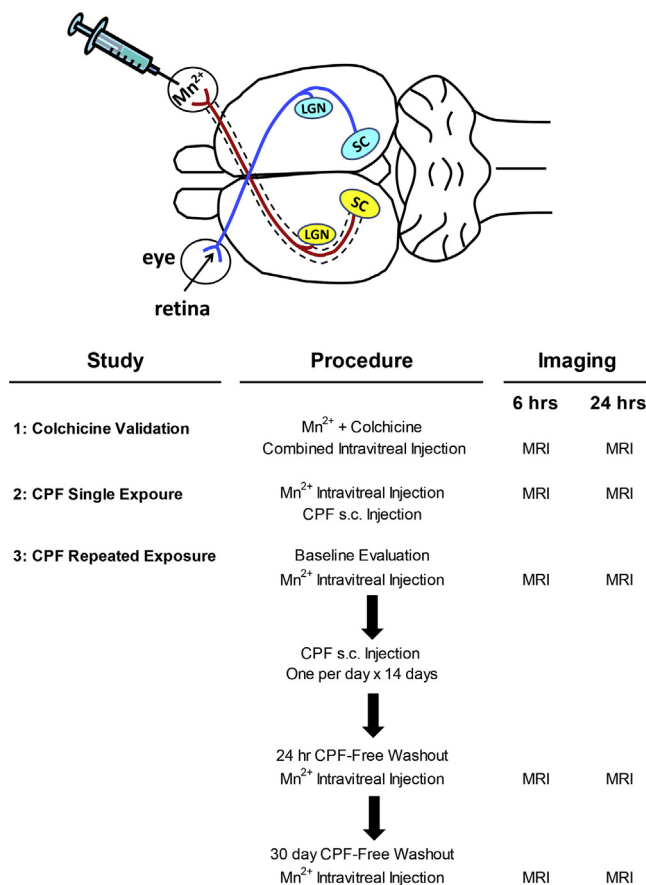 Mn2+
LGN
SC
SC
LGN
eye
retina
Study Procedure Imaging
6 hrs 24 hrs
1: Colchicine Validation Mn2+ + Colchicine
Combined Intravitreal Injection MRI MRI
2: CPF Single Expoure Mn2+ Intravitreal Injection MRI MRI
CPF s.c. Injection
3: CPF Repeated Exposure Baseline Evaluation
Mn2+ Intravitreal Injection MRI MRI
CPF s.c. Injection
One per day x 14 days
24 hr CPF-Free Washout
Mn2+ Intravitreal Injection MRI MRI
30 day CPF-Free Washout
Mn2+ Intravitreal Injection MRI MRI